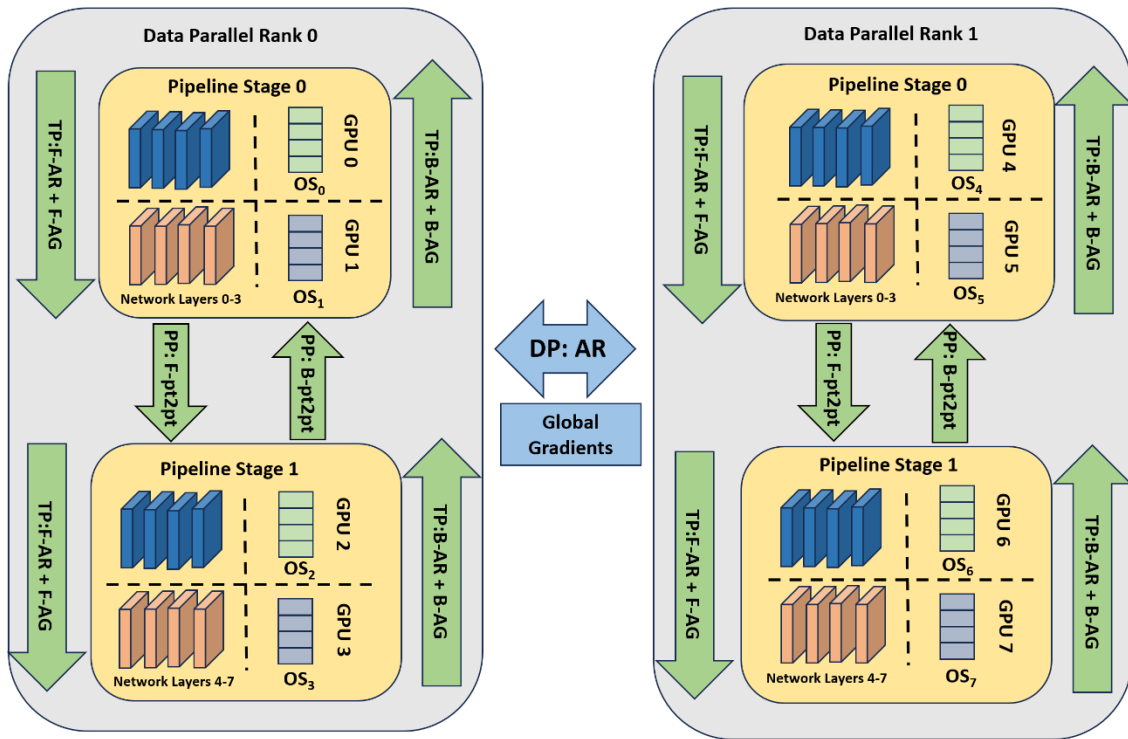 Data Parallel Rank 0
Pipeline Stage 0
TP:F-AR + F-AG
GPU 0
OS0
GPU 1
OS1
Network Layers 0-3
TP:B-AR + B-AG
PP: F-pt2pt
PP: B-pt2pt
Pipeline Stage 1
TP:F-AR + F-AG
GPU 2
OS2
GPU 3
OS3
Network Layers 4-7
TP:B-AR + B-AG
DP: AR
Global
Gradients
Data Parallel Rank 1
Pipeline Stage 0
TP:F-AR + F-AG
GPU 4
OS4
GPU 5
OS5
Network Layers 0-3
TP:B-AR + B-AG
PP: F-pt2pt
PP: B-pt2pt
Pipeline Stage 1
TP:F-AR + F-AG
GPU 6
OS6
GPU 7
OS7
Network Layers 4-7
TP:B-AR + B-AG